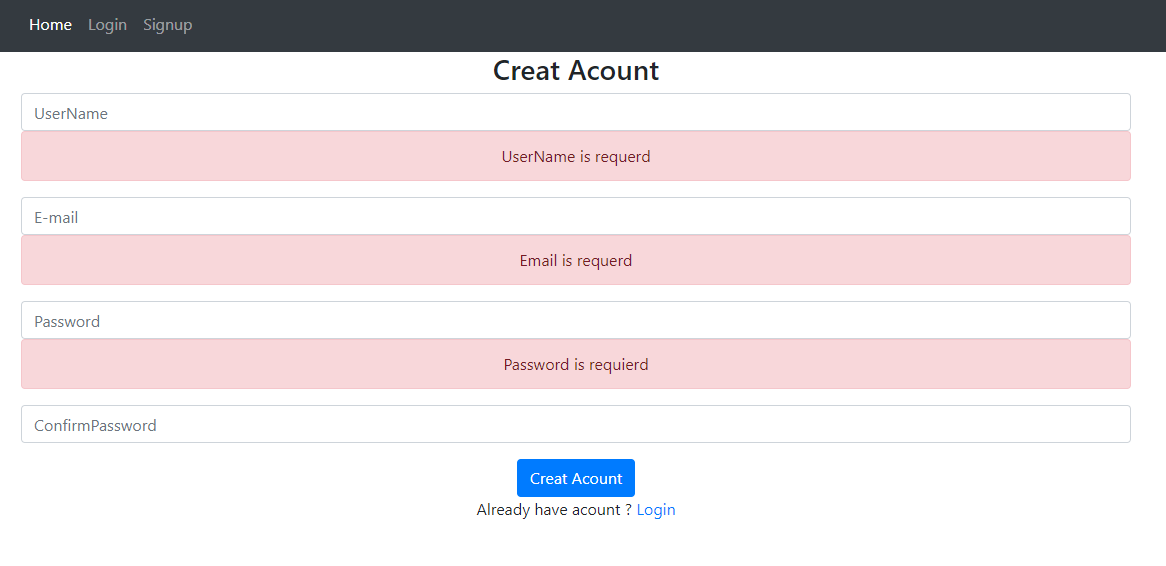 Home Login Signup
Creat Acount
UserName
UserName is requerd
E-mail
Email is requerd
Password
Password is requierd
ConfirmPassword
Creat Acount
Already have acount ? Login